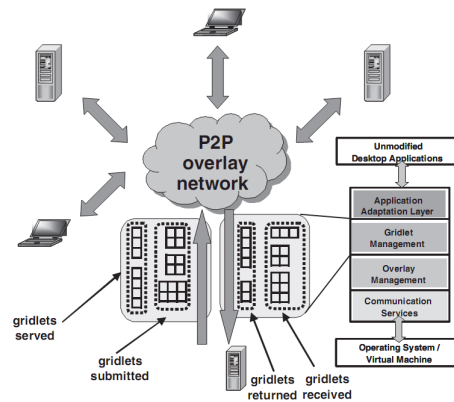 P2P
overlay
network
Unmodified
Desktop Applications
Application
Adaptation Layer
Gridlet
Management
Overlay
Management
Communication
Services
Operating System /
Virtual Machine
gridlets
served
gridlets
submitted
gridlets
returned
gridlets
received